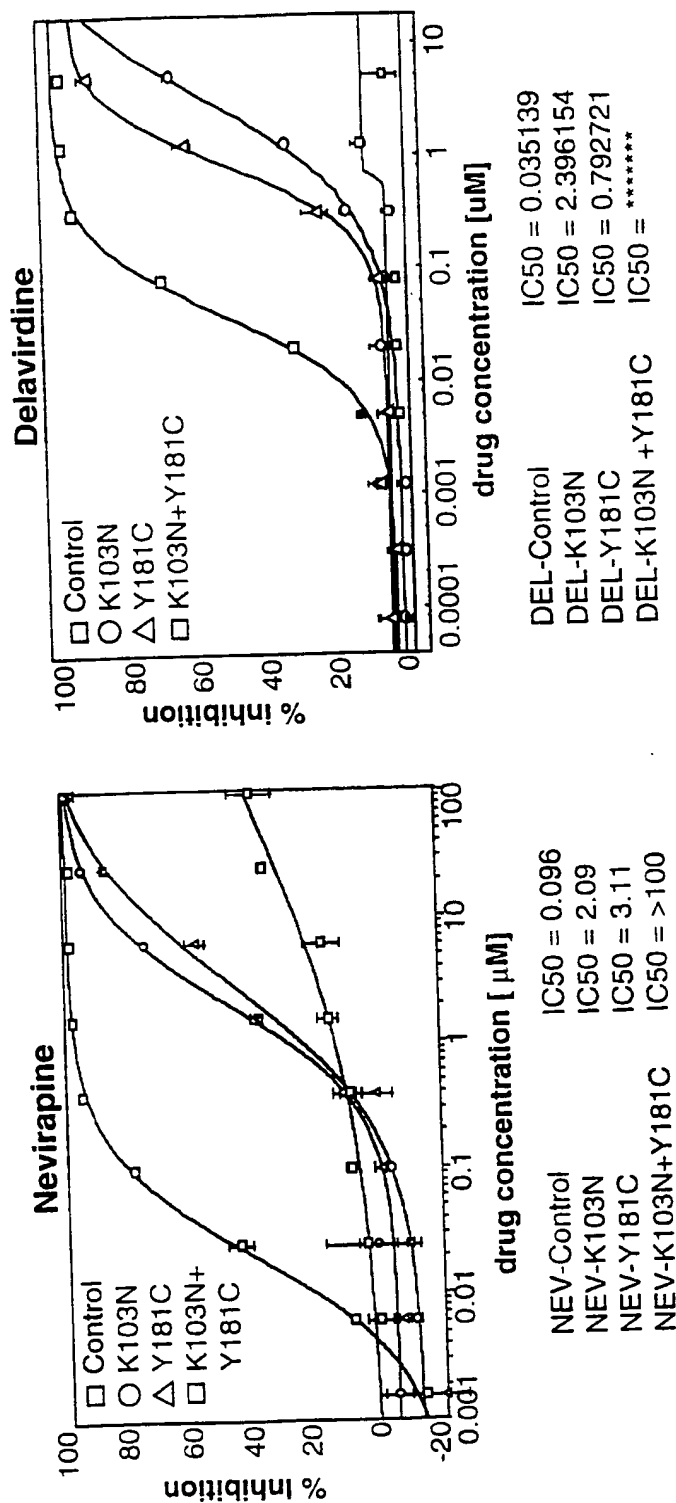 Nevirapine
% Inhibition
100
80
60
40
20
0
-20
□ Control
○ K103N
△ Y181C
□ K103N+
Y181C
0.001
0.01
0.1
1
10
100
drug concentration [ μM]
NEV-Control IC50 = 0.096
NEV-K103N IC50 = 2.09
NEV-Y181C IC50 = 3.11
NEV-K103N+Y181C IC50 = >100
Delavirdine
% inhibition
100
80
60
40
20
0
□ Control
○ K103N
△ Y181C
□ K103N+Y181C
0.0001
0.001
0.01
0.1
1
10
drug concentration [uM]
DEL-Control IC50 = 0.035139
DEL-K103N IC50 = 2.396154
DEL-Y181C IC50 = 0.792721
DEL-K103N +Y181C IC50 = *******